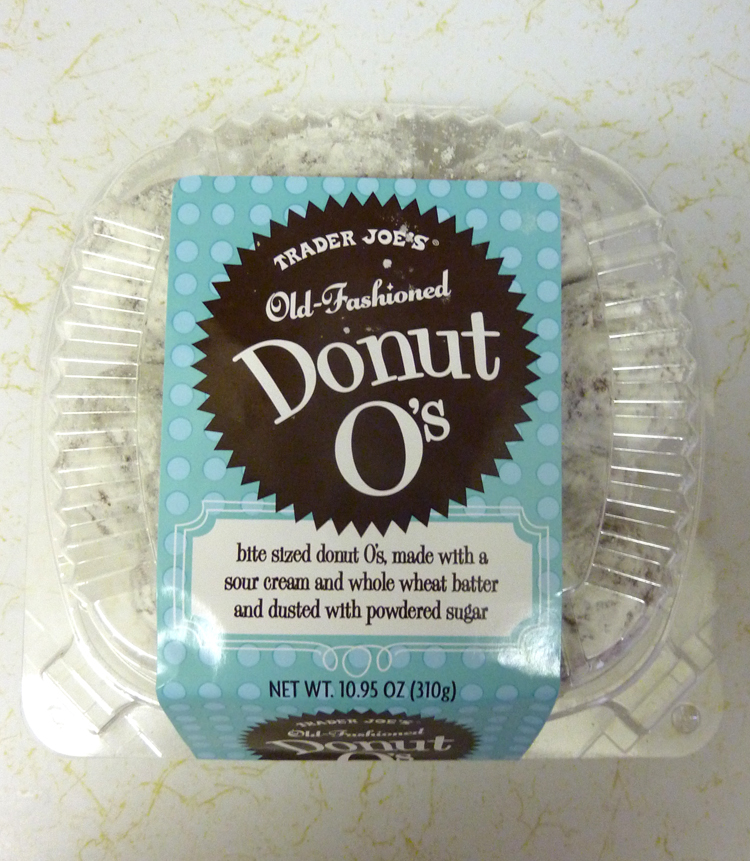 TRADER JOE'S®
Old-Fashioned
Donut
O's
bite sized donut O's, made with a
sour cream and whole wheat batter
and dusted with powdered sugar
NET WT. 10.95 OZ (310g)
TRADER JOE'S
Old-Fashioned
Donut
O's